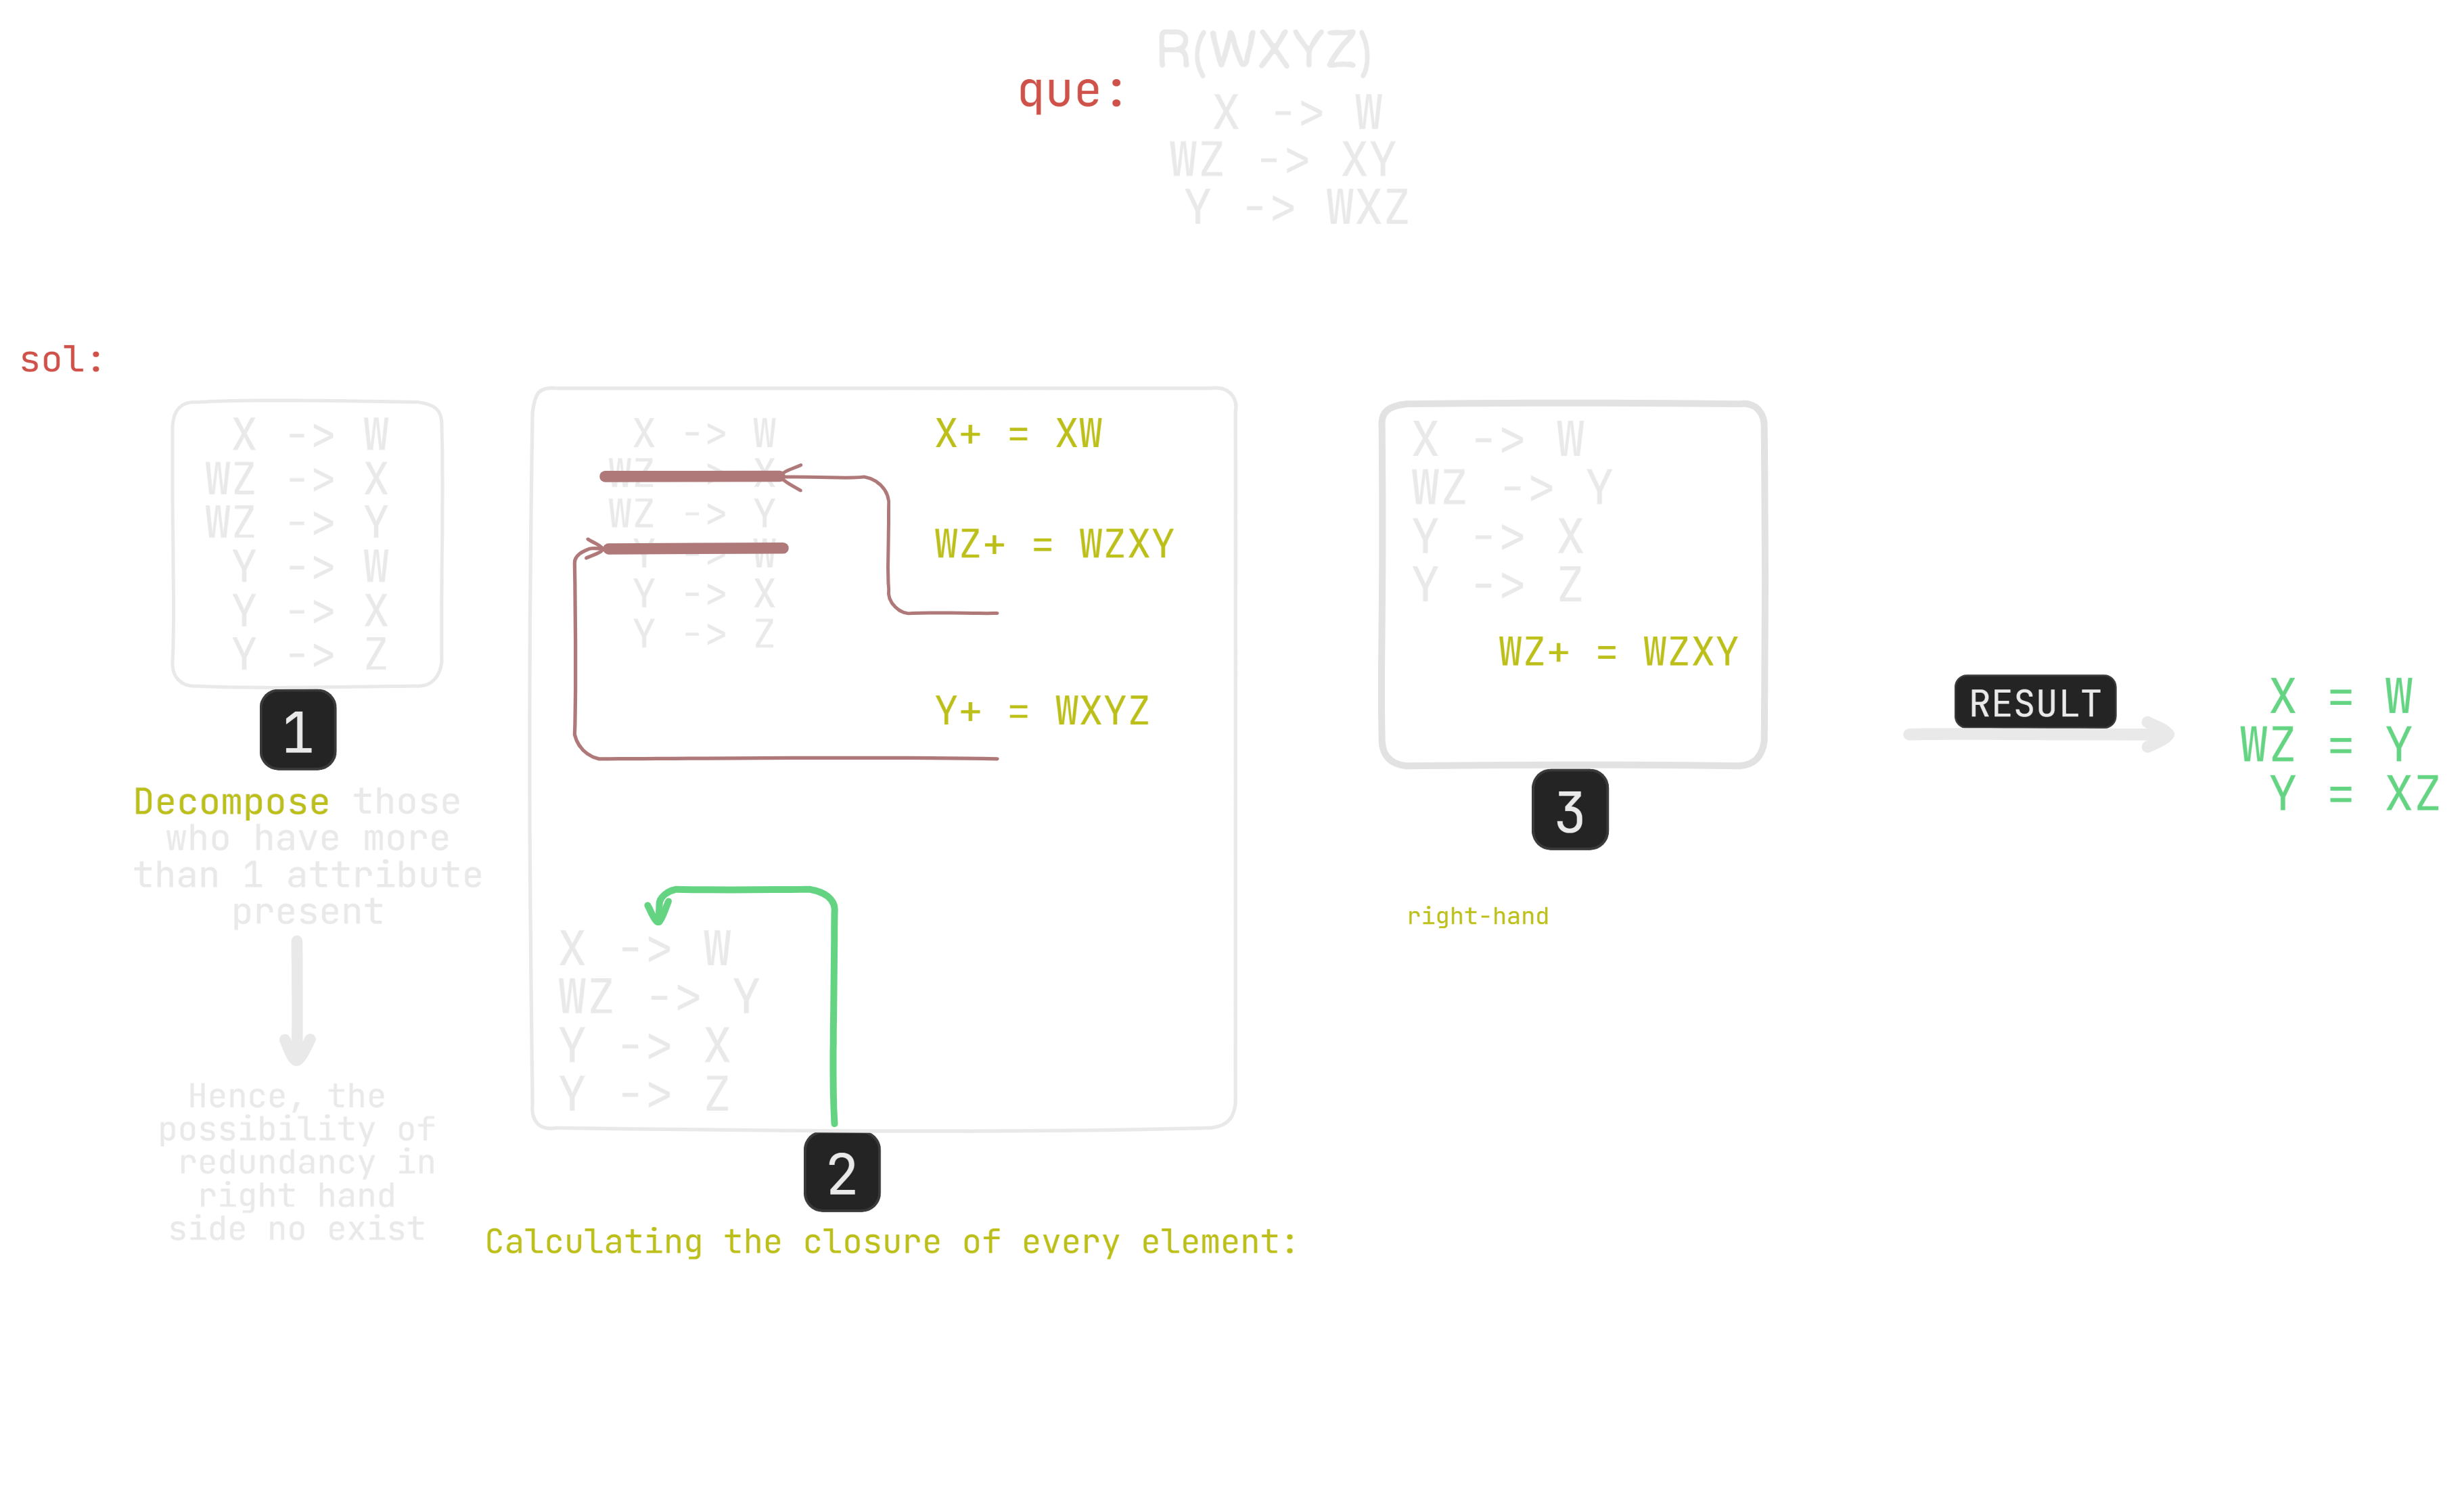 R(WXYZ)
que:
X -> W
WZ -> XY
Y -> WXZ
sol:
X -> W
WZ -> X
WZ -> Y
Y -> W
Y -> X
Y -> Z
1
Decompose those
who have more
than 1 attribute
present
Hence, the
possibility of
redundancy in
right hand
side no exist
X -> W
WZ -> X
WZ -> Y
Y -> W
Y -> X
Y -> Z
X+ = XW
WZ+ = WZXY
Y+ = WXYZ
X -> W
WZ -> Y
Y -> X
Y -> Z
2
Calculating the closure of every element:
X -> W
WZ -> Y
Y -> X
Y -> Z
WZ+ = WZXY
3
right-hand
RESULT
X = W
WZ = Y
Y = XZ